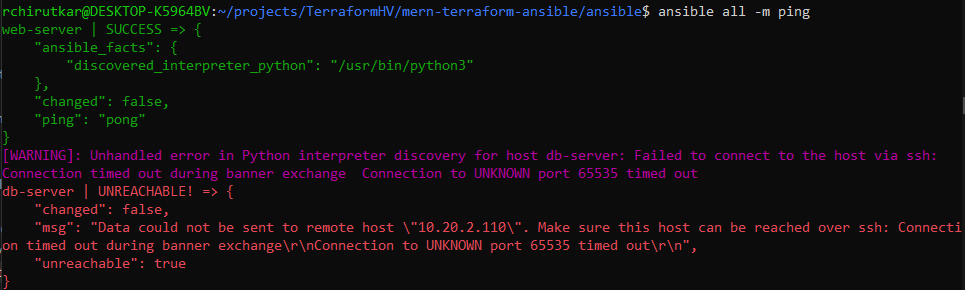 rchirutkar@DESKTOP-K5964BV:~/projects/TerraformHV/mern-terraform-ansible/ansible$ ansible all -m ping
web-server | SUCCESS => {
    "ansible_facts": {
        "discovered_interpreter_python": "/usr/bin/python3"
    },
    "changed": false,
    "ping": "pong"
}
[WARNING]: Unhandled error in Python interpreter discovery for host db-server: Failed to connect to the host via ssh:
Connection timed out during banner exchange  Connection to UNKNOWN port 65535 timed out
db-server | UNREACHABLE! => {
    "changed": false,
    "msg": "Data could not be sent to remote host \"10.20.2.110\". Make sure this host can be reached over ssh: Connecti
on timed out during banner exchange\r\nConnection to UNKNOWN port 65535 timed out\r\n",
    "unreachable": true
}